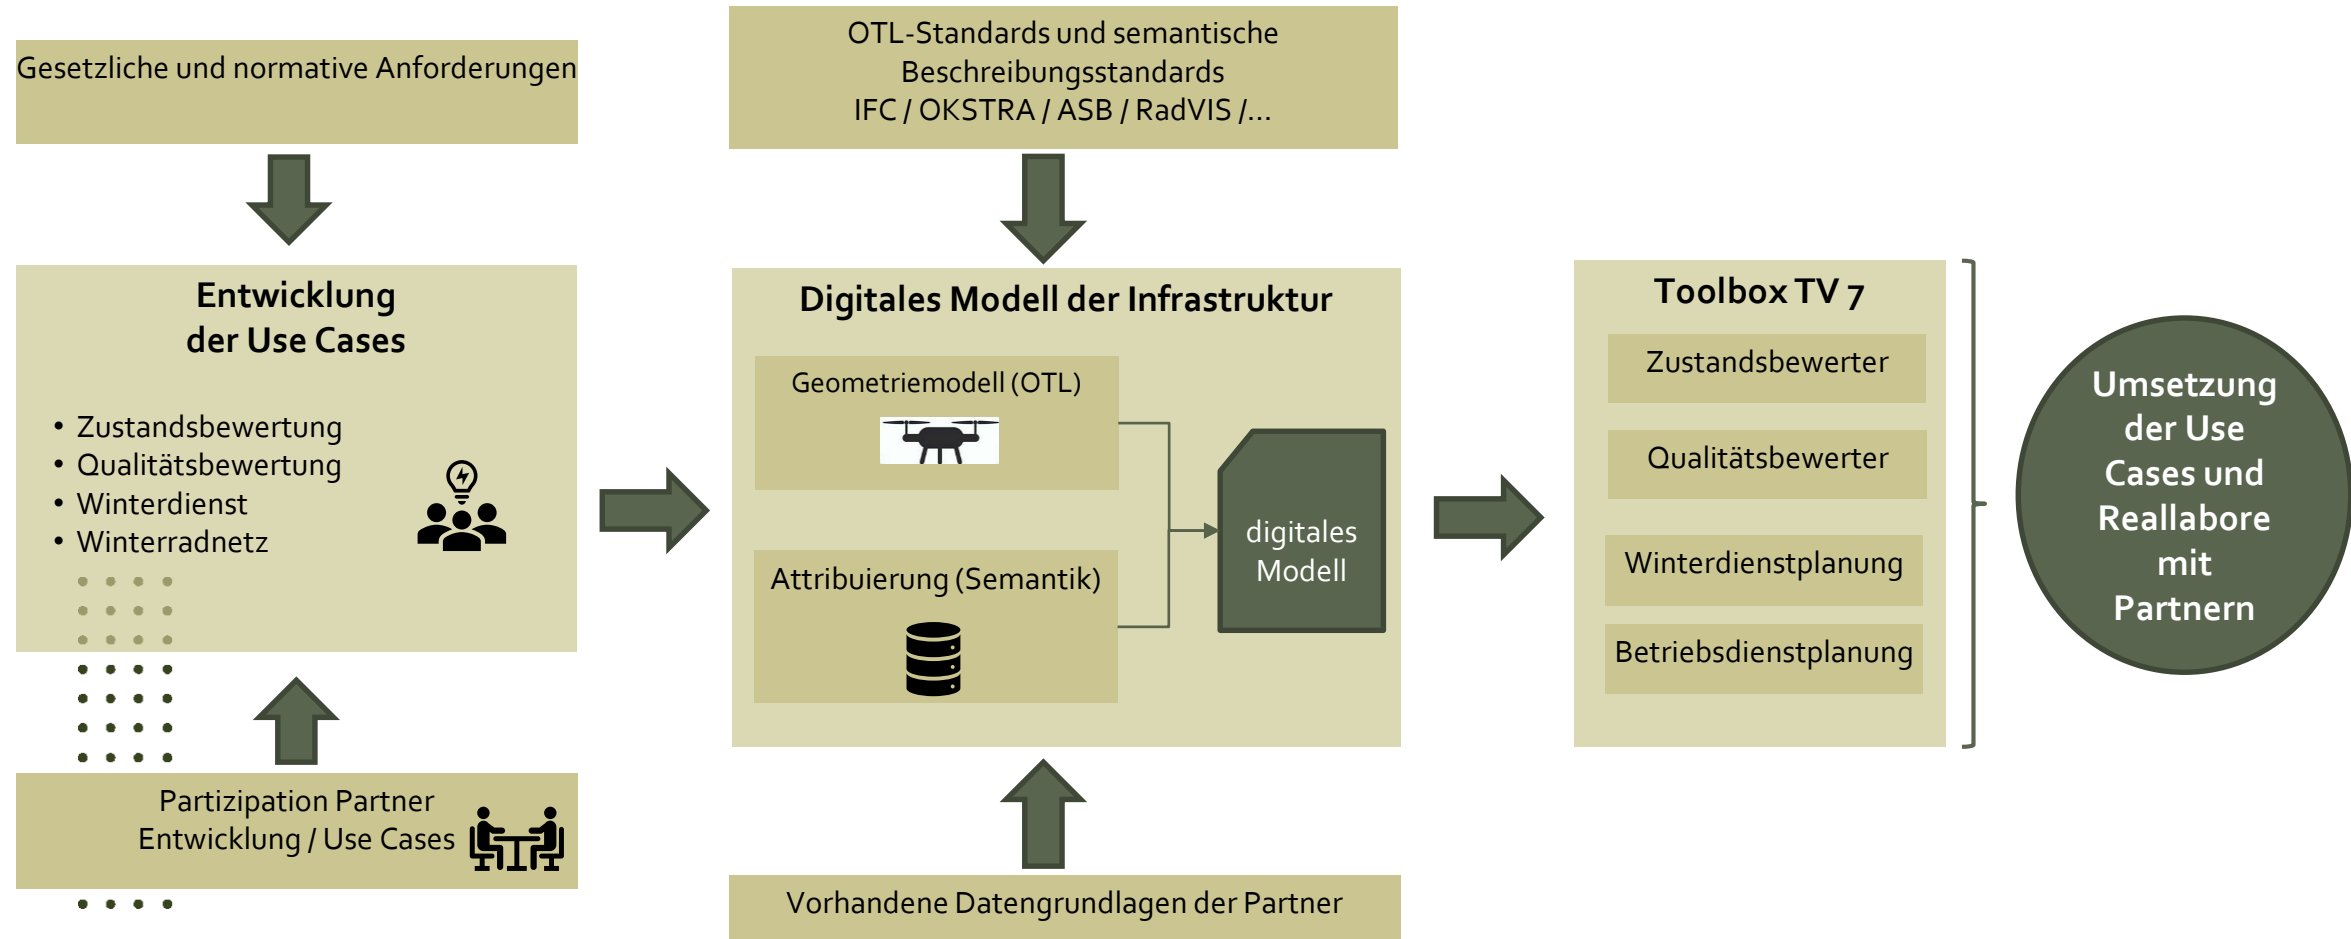 Gesetzliche und normative Anforderungen
OTL-Standards und semantische
Beschreibungsstandards
IFC / OKSTRA / ASB / RadVIS /...
Entwicklung
der Use Cases
• Zustandsbewertung
• Qualitätsbewertung
• Winterdienst
• Winterradnetz
Partizipation Partner
Entwicklung / Use Cases
Digitales Modell der Infrastruktur
Geometriemodell (OTL)
Attribuierung (Semantik)
digitales
Modell
Vorhandene Datengrundlagen der Partner
Toolbox TV 7
Zustandsbewerter
Qualitätsbewerter
Winterdienstplanung
Betriebsdienstplanung
Umsetzung
der Use
Cases und
Reallabore
mit
Partnern